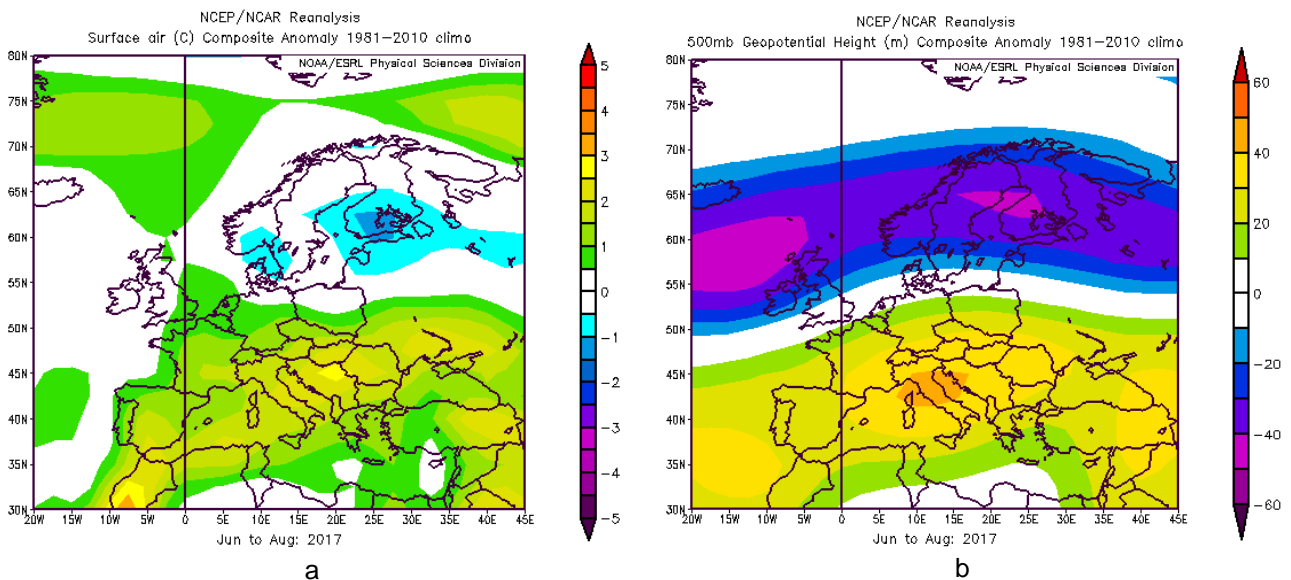 NCEP/NCAR Reanalysis
Surface air (C) Composite Anomaly 1981-2010 climo
NOAA/ESRL Physical Sciences Division
80N
75N
70N
65N
60N
55N
50N
45N
40N
35N
30N
20W 15W 10W 5W 0 5E 10E 15E 20E 25E 30E 35E 40E 45E
Jun to Aug: 2017
5
4
3
2
1
0
-1
-2
-3
-4
-5
a
NCEP/NCAR Reanalysis
500mb Geopotential Height (m) Composite Anomaly 1981-2010 climo
NOAA/ESRL Physical Sciences Division
80N
75N
70N
65N
60N
55N
50N
45N
40N
35N
30N
20W 15W 10W 5W 0 5E 10E 15E 20E 25E 30E 35E 40E 45E
Jun to Aug: 2017
60
40
20
0
-20
-40
-60
b